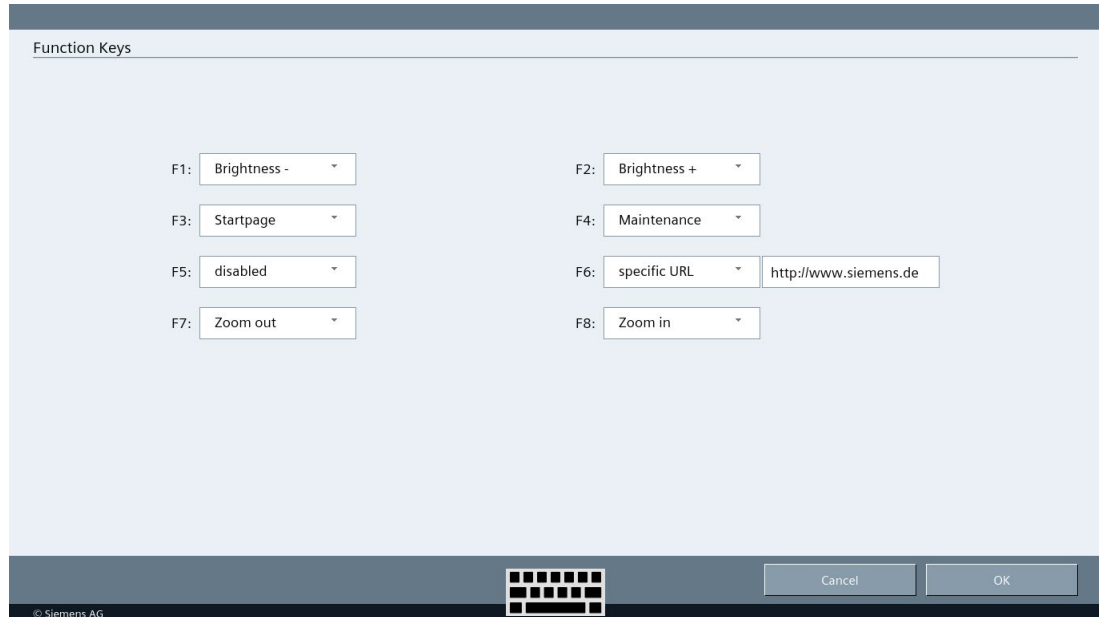 Function Keys
F1: Brightness - F2: Brightness +
F3: Startpage F4: Maintenance
F5: disabled F6: specific URL http://www.siemens.de
F7: Zoom out F8: Zoom in
Cancel OK
© Siemens AG